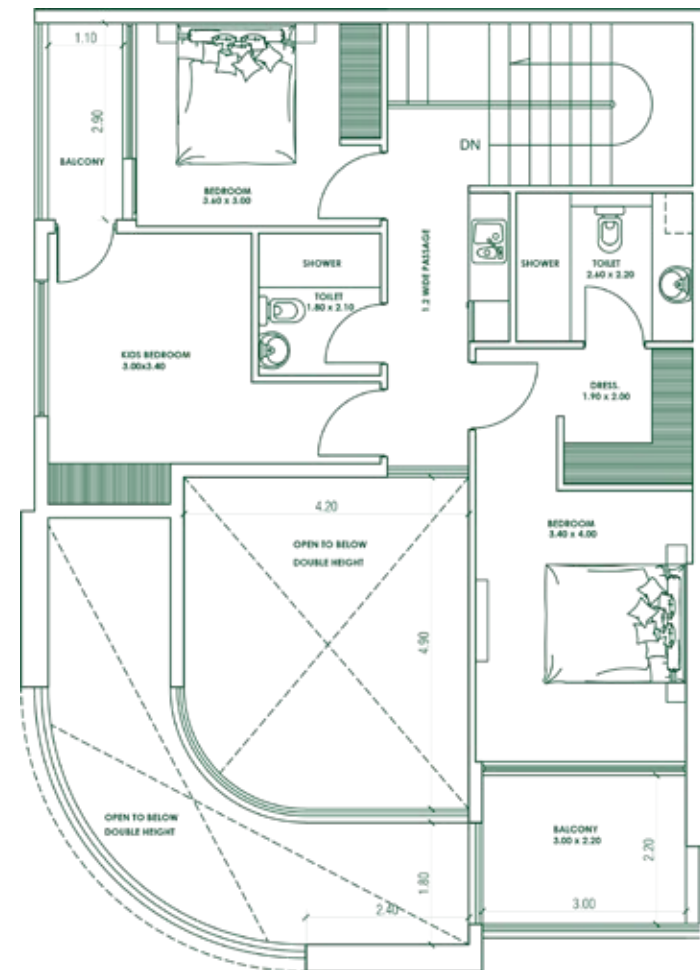 1.10
2.90
BALCONY
BEDROOM
3.60 x 3.00
DN
1.2 WIDE PASSAGE
SHOWER
TOILET
1.80 x 2.10
SHOWER
TOILET
2.60 x 2.20
KIDS BEDROOM
3.00x3.40
DRESS.
1.90 x 2.00
4.20
OPEN TO BELOW
DOUBLE HEIGHT
4.90
BEDROOM
3.40 x 4.00
OPEN TO BELOW
DOUBLE HEIGHT
1.80
2.40
BALCONY
3.00 x 2.20
2.20
3.00